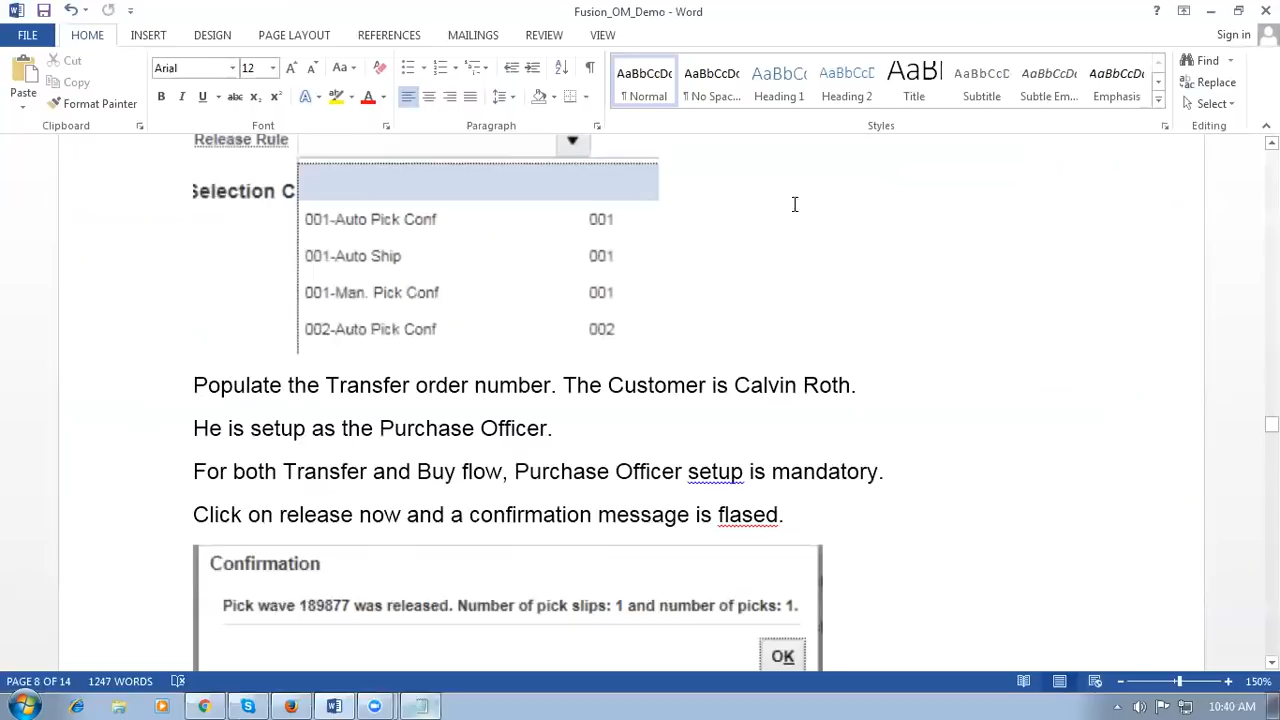 Fusion_OM_Demo - Word
?
Sign in
FILE HOME INSERT DESIGN PAGE LAYOUT REFERENCES MAILINGS REVIEW VIEW
Paste
Cut
Copy
Format Painter
Clipboard
Arial 12
Aa
B I U abc x₂ x²
A A
Font
Paragraph
AaBbCcDc AaBbCcDc AaBbCc AaBbCcD AaBl AaBbCcD AaBbCcDc AaBbCcDc
¶ Normal ¶ No Spac... Heading 1 Heading 2 Title Subtitle Subtle Em... Emphasis
Styles
Find
Replace
Select
Editing
Release Rule
Selection C
001-Auto Pick Conf 001
001-Auto Ship 001
001-Man. Pick Conf 001
002-Auto Pick Conf 002
Populate the Transfer order number. The Customer is Calvin Roth.
He is setup as the Purchase Officer.
For both Transfer and Buy flow, Purchase Officer setup is mandatory.
Click on release now and a confirmation message is flased.
Confirmation
Pick wave 189877 was released. Number of pick slips: 1 and number of picks: 1.
OK
PAGE 8 OF 14 1247 WORDS 150%
10:40 AM